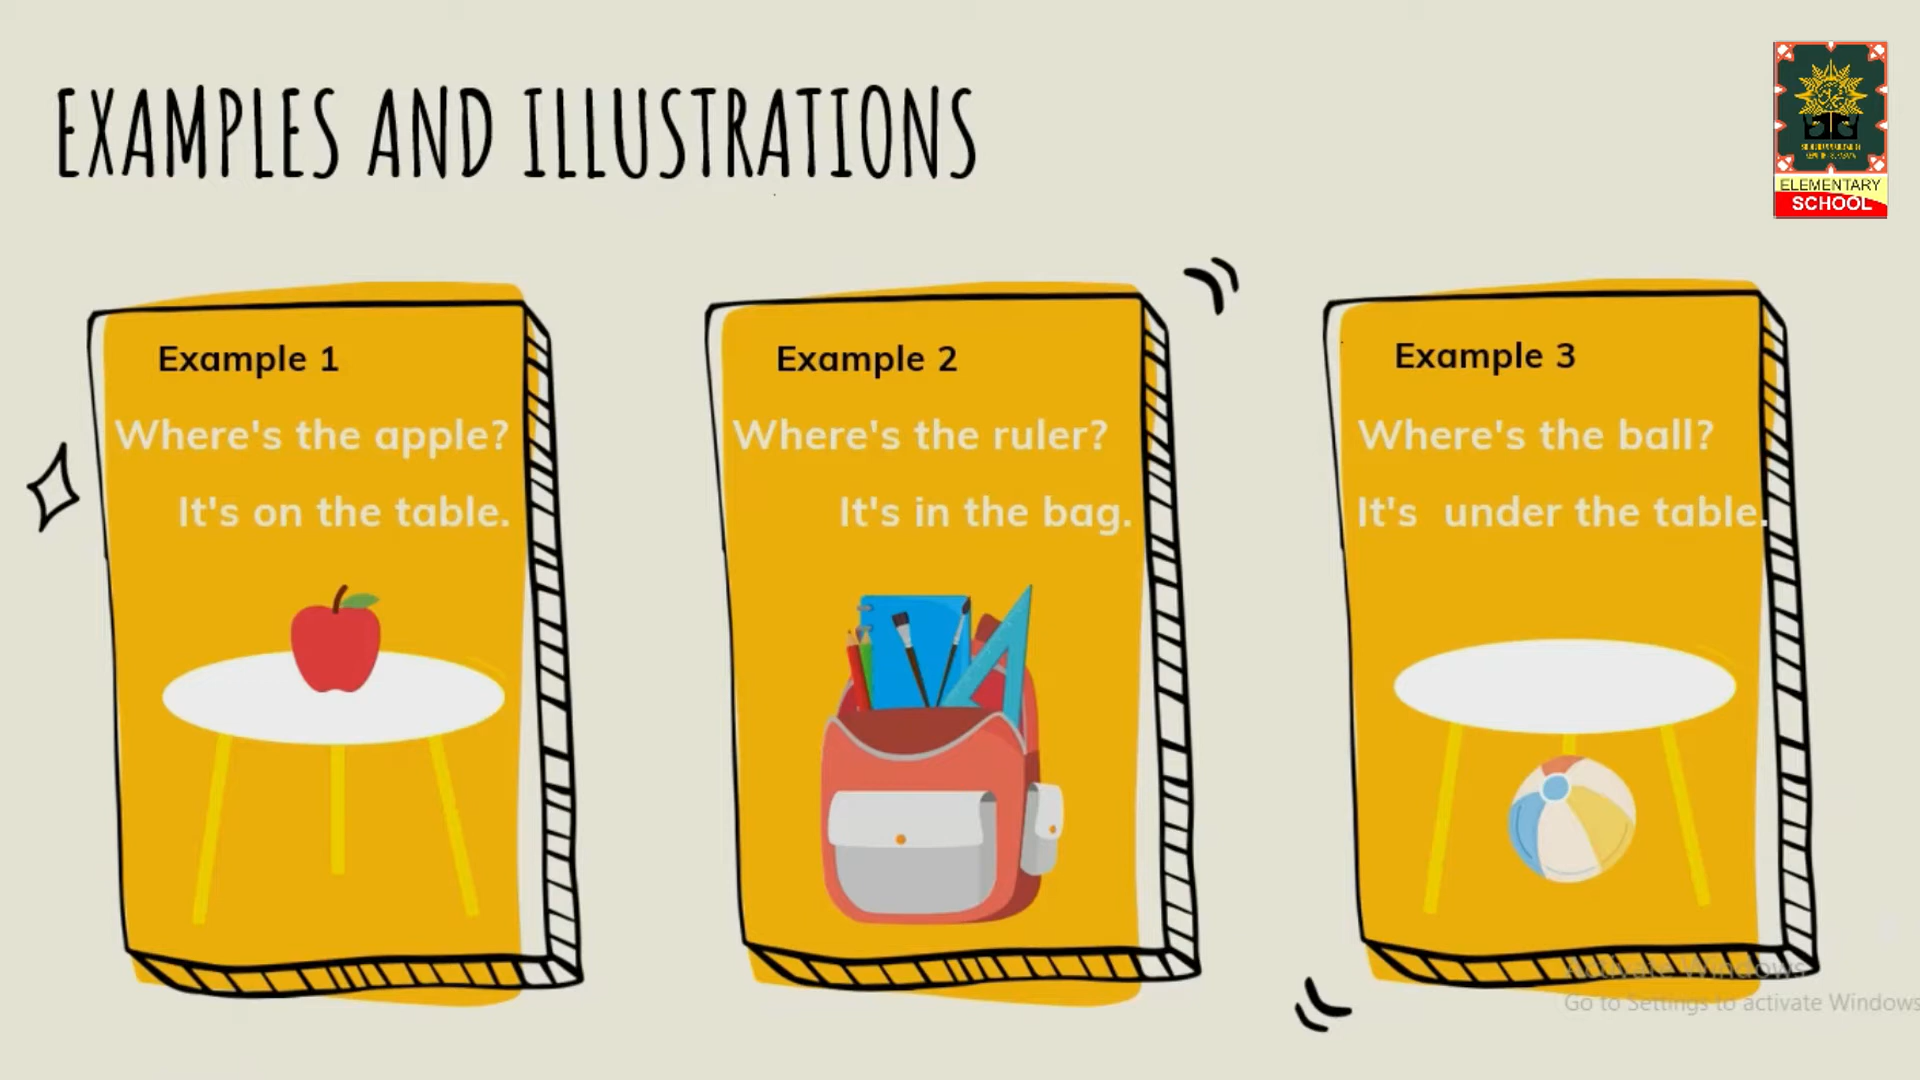 EXAMPLES AND ILLUSTRATIONS
ELEMENTARY
SCHOOL
Example 1
Where's the apple?
It's on the table.
Example 2
Where's the ruler?
It's in the bag.
Example 3
Where's the ball?
It's under the table.
Activate Windows
Go to Settings to activate Windows